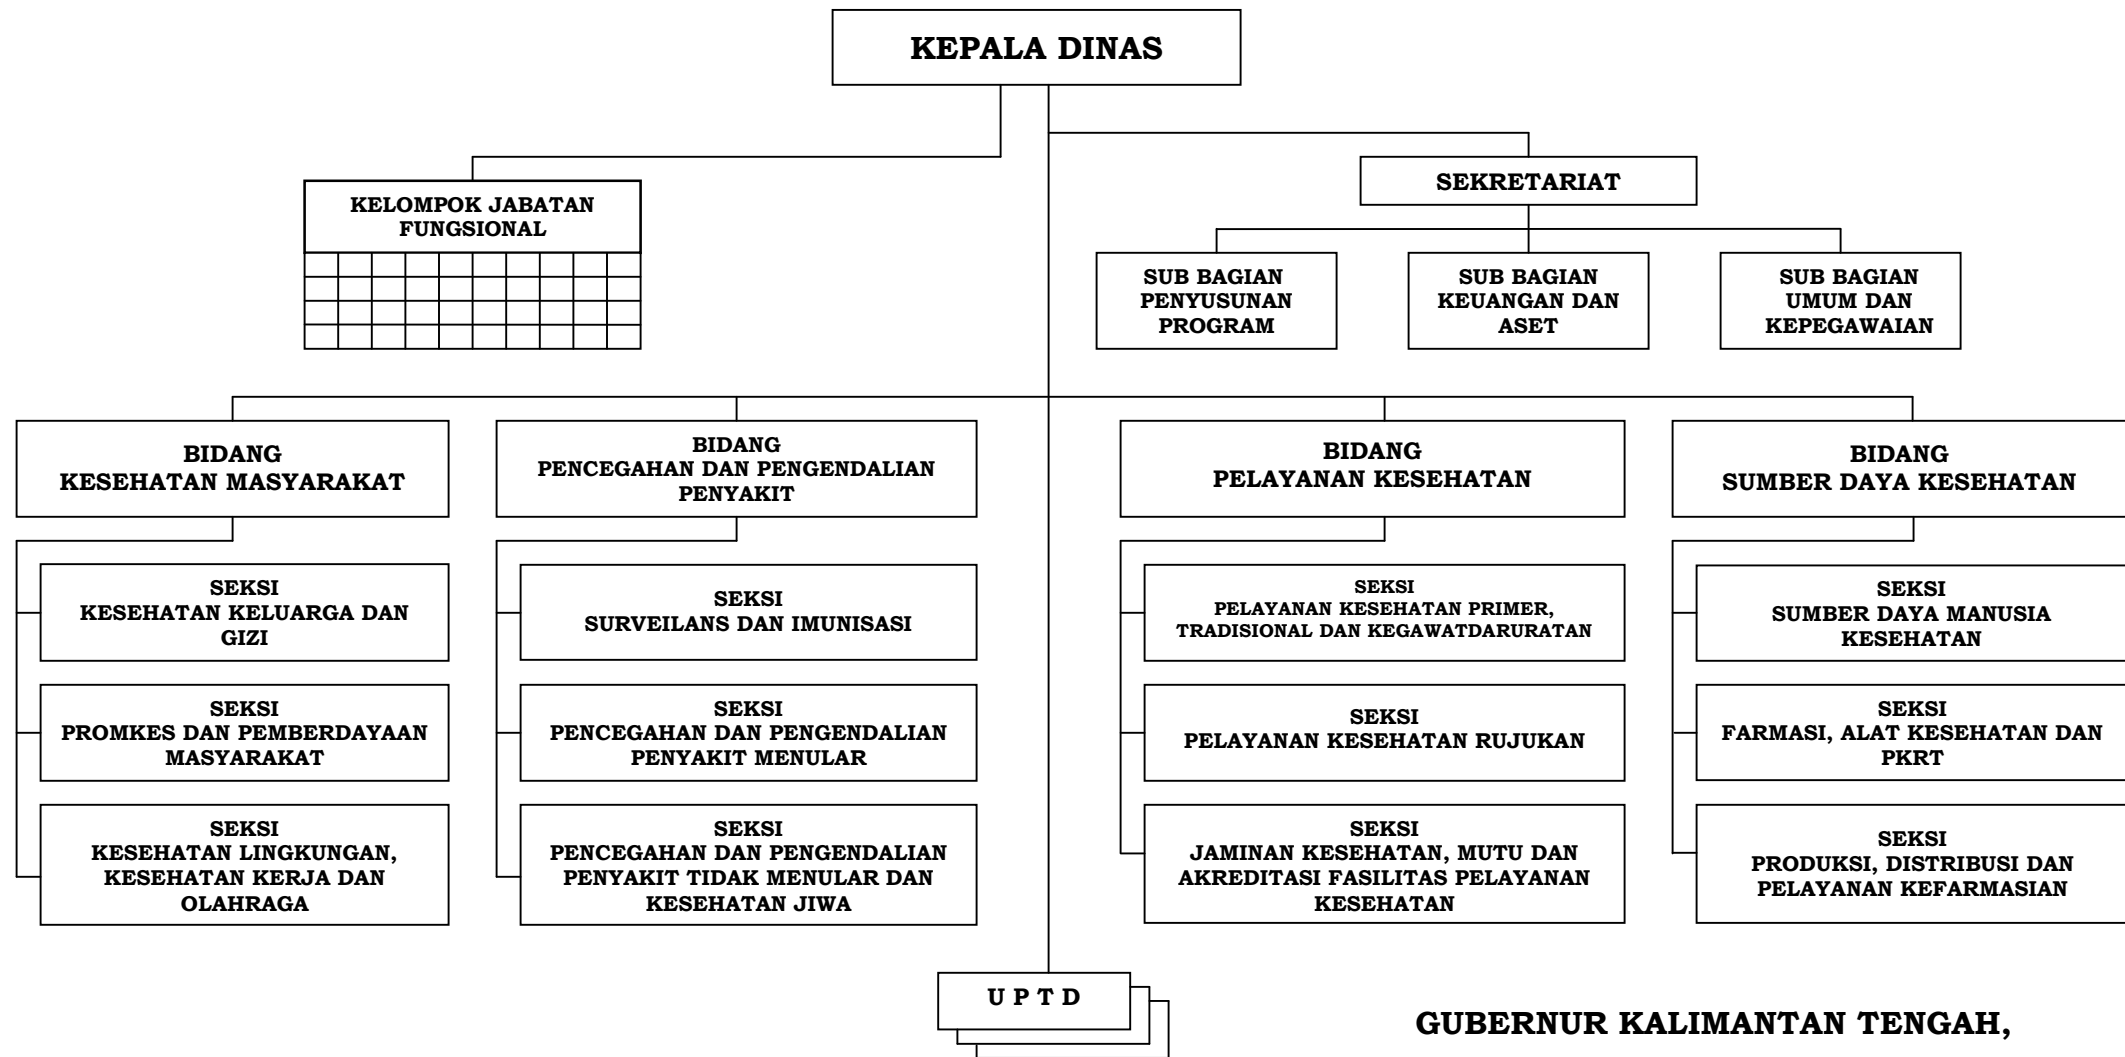 KEPALA DINAS
KELOMPOK JABATAN
FUNGSIONAL
SEKRETARIAT
SUB BAGIAN
PENYUSUNAN
PROGRAM
SUB BAGIAN
KEUANGAN DAN
ASET
SUB BAGIAN
UMUM DAN
KEPEGAWAIAN
BIDANG
KESEHATAN MASYARAKAT
BIDANG
PENCEGAHAN DAN PENGENDALIAN
PENYAKIT
BIDANG
PELAYANAN KESEHATAN
BIDANG
SUMBER DAYA KESEHATAN
SEKSI
KESEHATAN KELUARGA DAN
GIZI
SEKSI
SURVEILANS DAN IMUNISASI
SEKSI
PELAYANAN KESEHATAN PRIMER,
TRADISIONAL DAN KEGAWATDARURATAN
SEKSI
SUMBER DAYA MANUSIA
KESEHATAN
SEKSI
PROMKES DAN PEMBERDAYAAN
MASYARAKAT
SEKSI
PENCEGAHAN DAN PENGENDALIAN
PENYAKIT MENULAR
SEKSI
PELAYANAN KESEHATAN RUJUKAN
SEKSI
FARMASI, ALAT KESEHATAN DAN
PKRT
SEKSI
KESEHATAN LINGKUNGAN,
KESEHATAN KERJA DAN
OLAHRAGA
SEKSI
PENCEGAHAN DAN PENGENDALIAN
PENYAKIT TIDAK MENULAR DAN
KESEHATAN JIWA
SEKSI
JAMINAN KESEHATAN, MUTU DAN
AKREDITASI FASILITAS PELAYANAN
KESEHATAN
SEKSI
PRODUKSI, DISTRIBUSI DAN
PELAYANAN KEFARMASIAN
U P T D
GUBERNUR KALIMANTAN TENGAH,